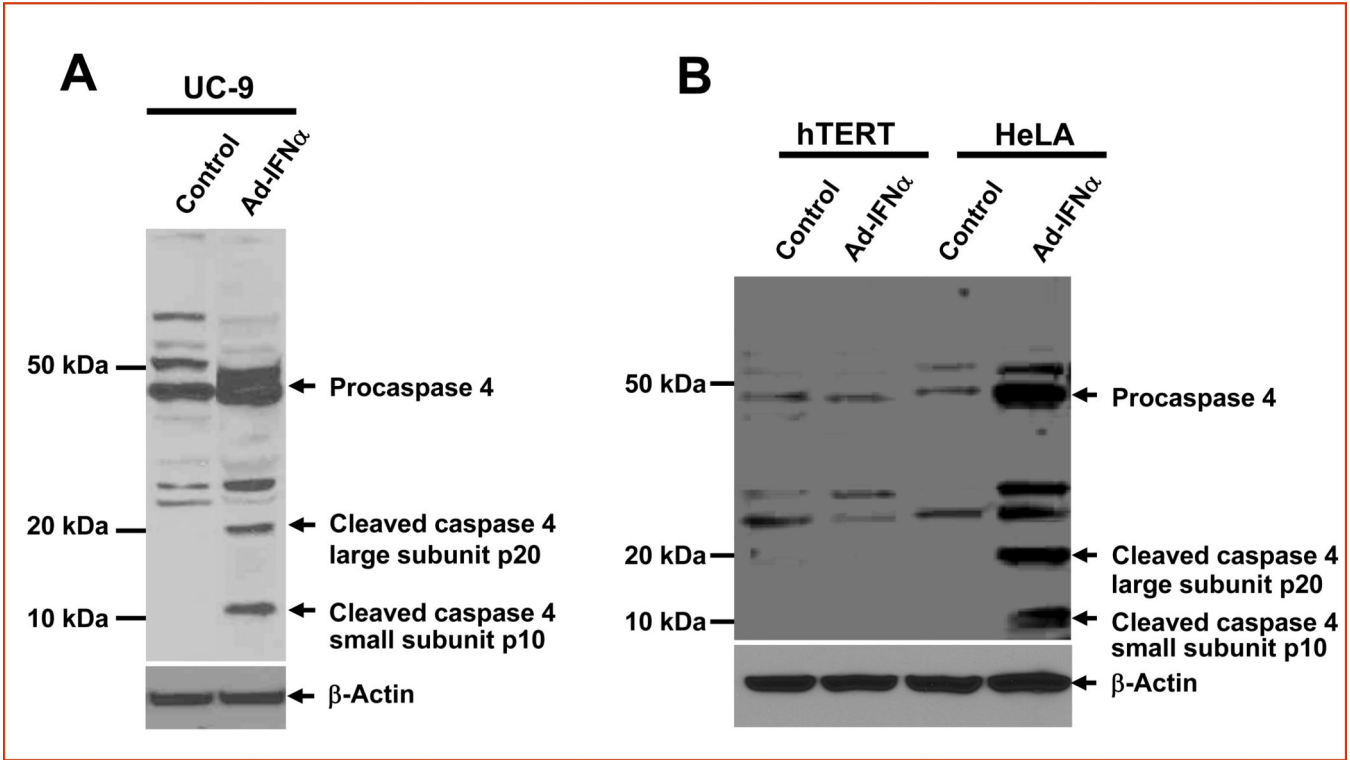 A
UC-9
Control
Ad-IFNα
50 kDa
Procaspase 4
20 kDa
Cleaved caspase 4
large subunit p20
10 kDa
Cleaved caspase 4
small subunit p10
β-Actin
B
hTERT
HeLA
Control
Ad-IFNα
Control
Ad-IFNα
50 kDa
Procaspase 4
20 kDa
Cleaved caspase 4
large subunit p20
10 kDa
Cleaved caspase 4
small subunit p10
β-Actin